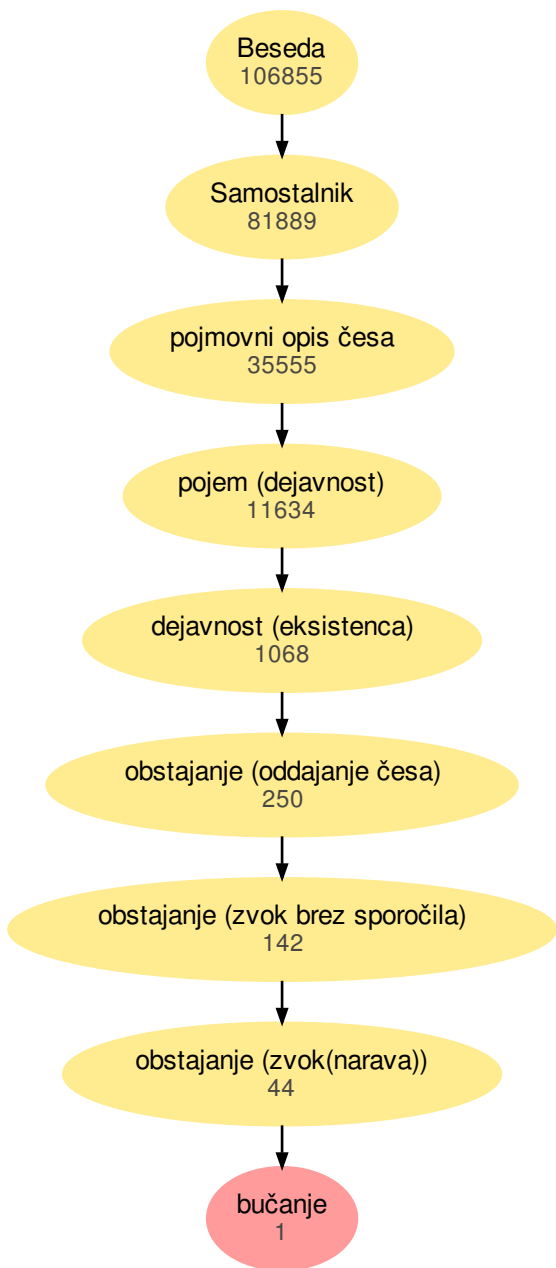 Beseda
106855
Samostalnik
81889
pojmovni opis česa
35555
pojem (dejavnost)
11634
dejavnost (eksistenca)
1068
obstajanje (oddajanje česa)
250
obstajanje (zvok brez sporočila)
142
obstajanje (zvok(narava))
44
bučanje
1